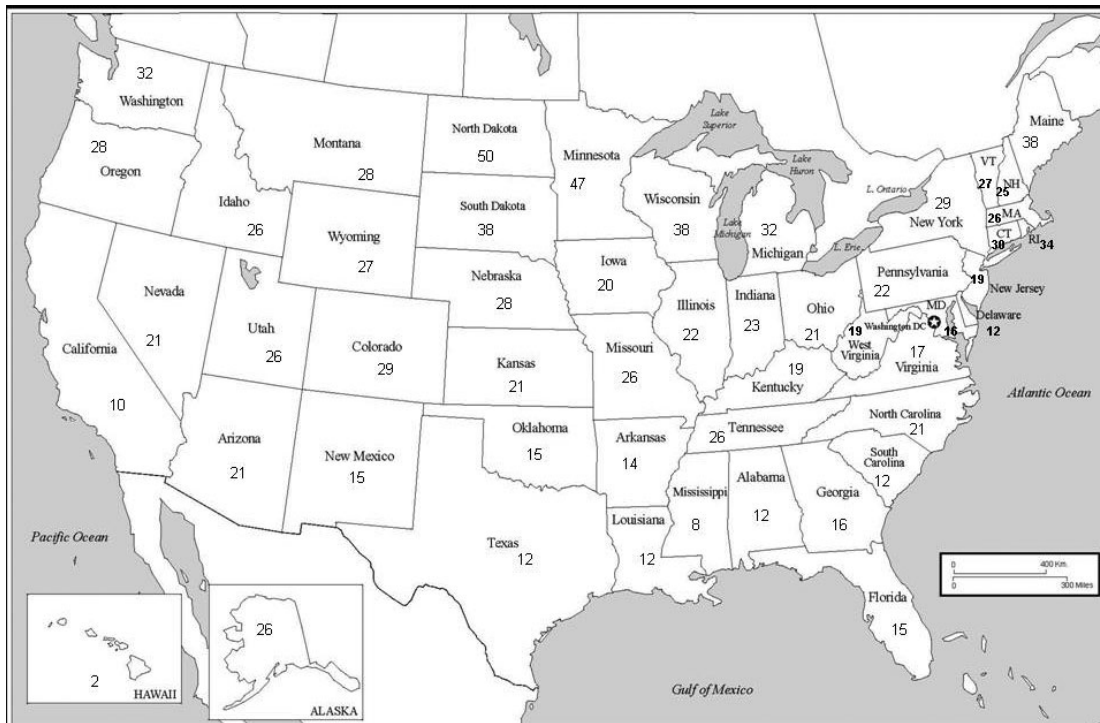 32
Washington
28
Oregon
Montana
28
Idaho
26
Wyoming
27
North Dakota
50
South Dakota
38
Nebraska
28
Kansas
21
Minnesota
47
Iowa
20
Missouri
26
Wisconsin
38
Lake
Superior
Lake
Michigan
Lake
Huron
32
Michigan
L. Erie
L. Ontario
Illinois
22
Indiana
23
Ohio
21
19
Kentucky
Pennsylvania
22
29
New York
Maine
38
VT
27
NH
25
26 MA
CT
30
RI 34
19
New Jersey
MD
16
Delaware
12
Washington DC
19
West
Virginia
17
Virginia
North Carolina
21
South
Carolina
12
26 Tennessee
Nevada
21
California
10
Utah
26
Colorado
29
Arizona
21
New Mexico
15
Oklahoma
15
Arkansas
14
Texas
12
Louisiana
12
Mississippi
8
Alabama
12
Georgia
16
Florida
15
Atlantic Ocean
Pacific Ocean
Gulf of Mexico
0 400 Km.
0 300 Miles
2
HAWAII
26
ALASKA